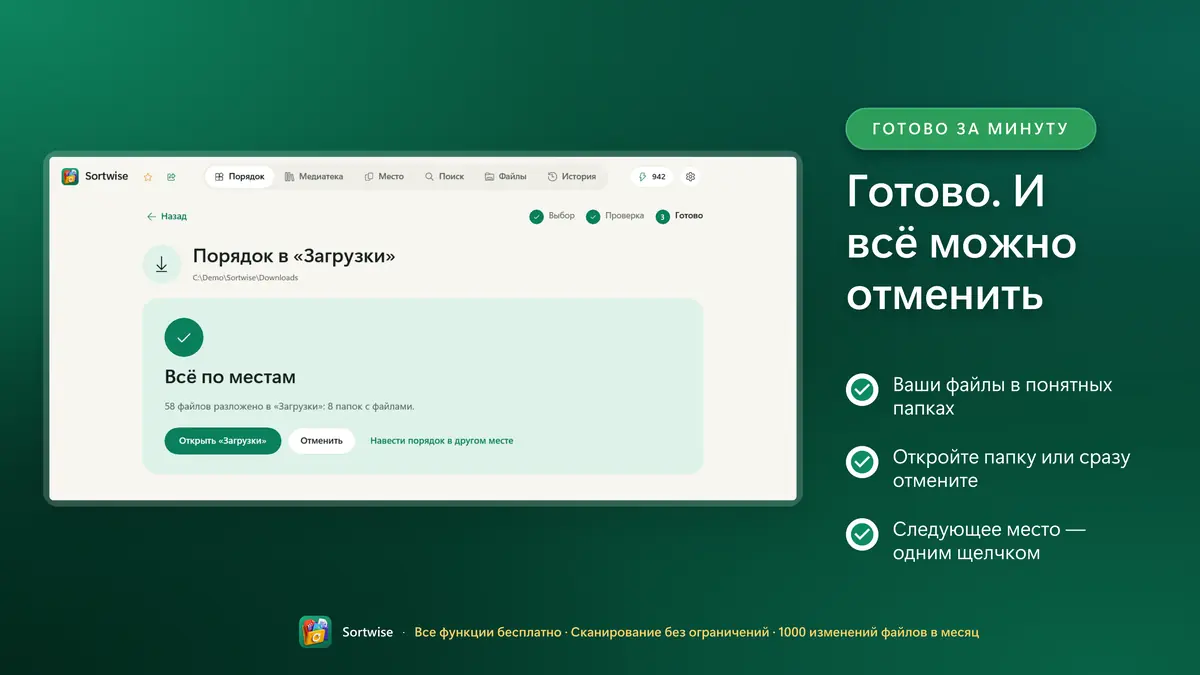 Sortwise
Порядок
Медиатека
Место
Поиск
Файлы
История
942
Назад
Выбор
Проверка
3 Готово
Порядок в «Загрузки»
C:\Demo\Sortwise\Downloads
Всё по местам
58 файлов разложено в «Загрузки»: 8 папок с файлами.
Открыть «Загрузки»
Отменить
Навести порядок в другом месте
ГОТОВО ЗА МИНУТУ
Готово. И
всё можно
отменить
Ваши файлы в понятных
папках
Откройте папку или сразу
отмените
Следующее место —
одним щелчком
Sortwise · Все функции бесплатно · Сканирование без ограничений · 1000 изменений файлов в месяц